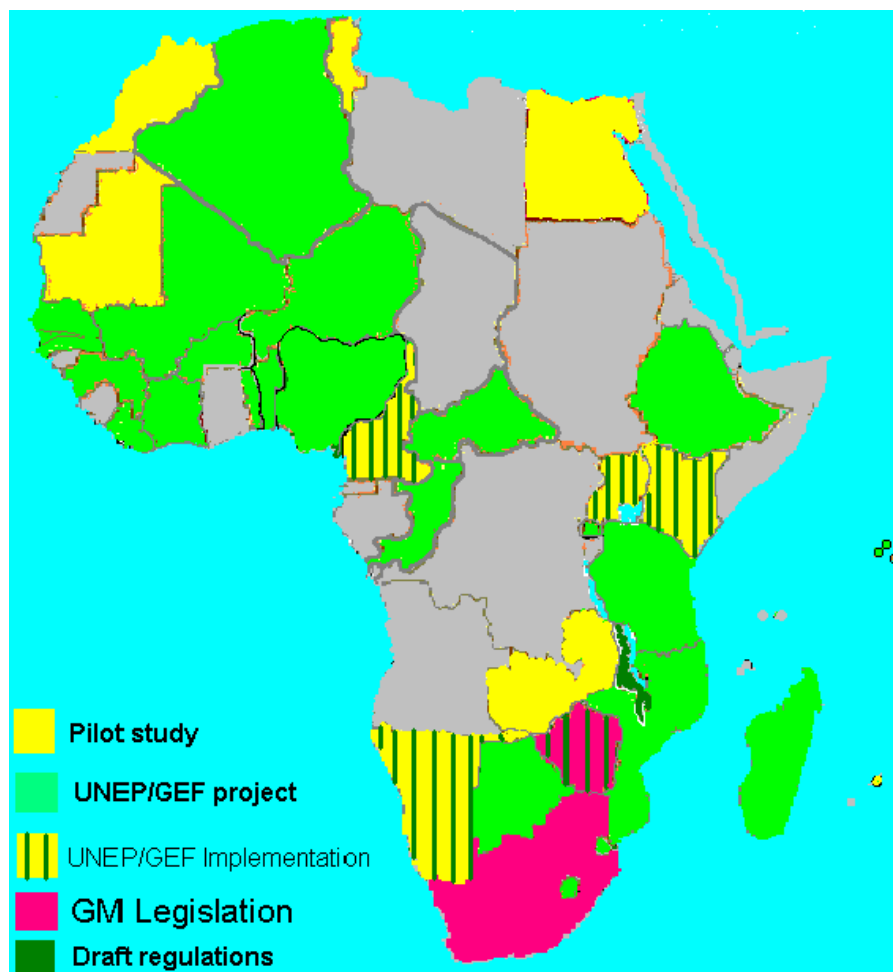 Pilot study
UNEP/GEF project
UNEP/GEF Implementation
GM Legislation
Draft regulations